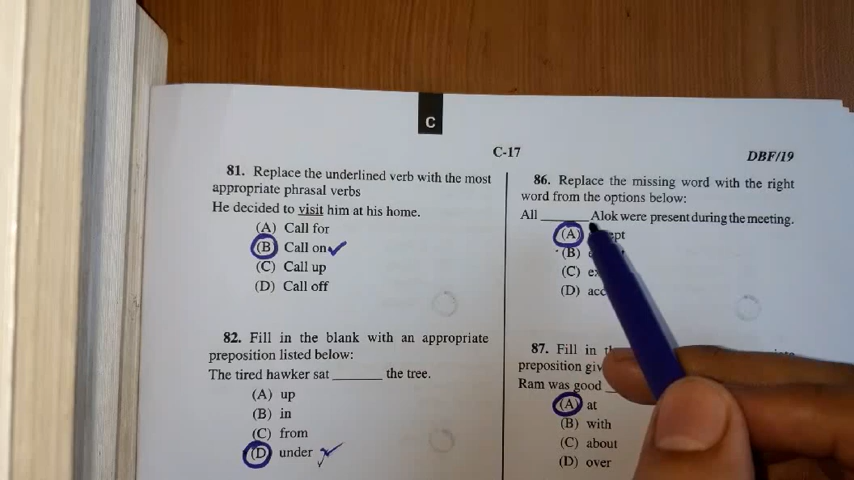 C
C-17
DBF/19
81. Replace the underlined verb with the most
appropriate phrasal verbs
He decided to visit him at his home.
(A) Call for
(B) Call on
(C) Call up
(D) Call off
82. Fill in the blank with an appropriate
preposition listed below:
The tired hawker sat ______ the tree.
(A) up
(B) in
(C) from
(D) under
86. Replace the missing word with the right
word from the options below:
All ______ Alok were present during the meeting.
(A)
(B)
(C)
(D)
87. Fill in
preposition
Ram was good
(A) at
(B) with
(C) about
(D) over